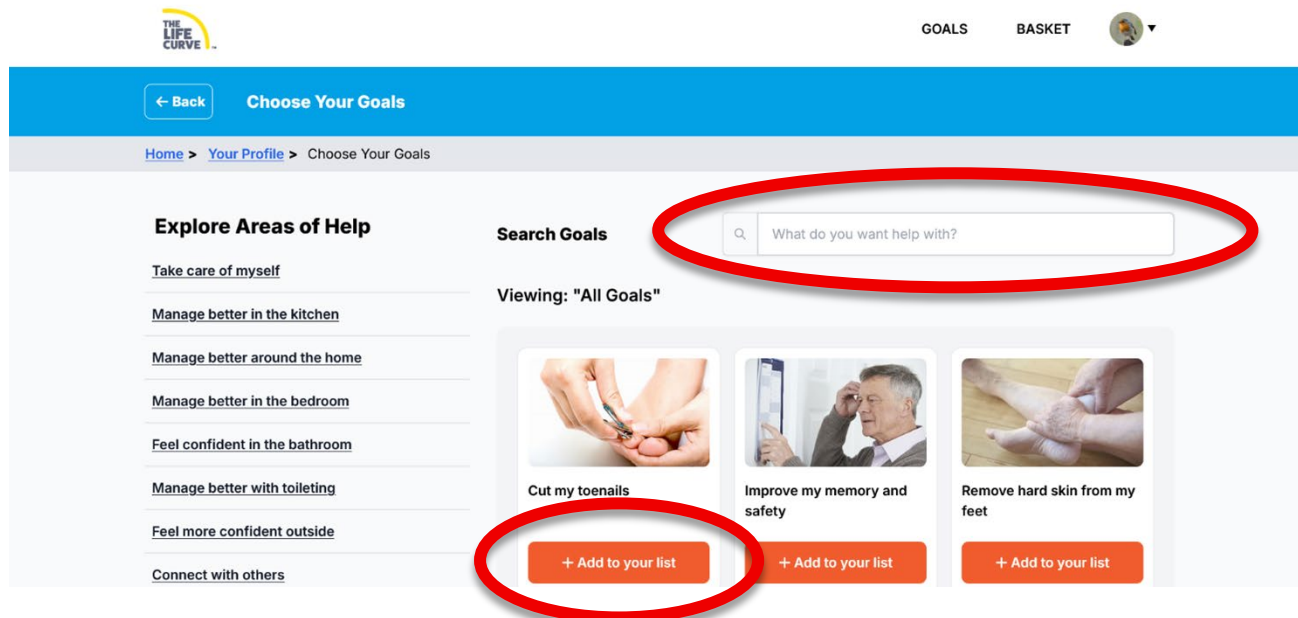 THE
LIFE
CURVE
GOALS BASKET
← Back Choose Your Goals
Home > Your Profile > Choose Your Goals
Explore Areas of Help
Take care of myself
Manage better in the kitchen
Manage better around the home
Manage better in the bedroom
Feel confident in the bathroom
Manage better with toileting
Feel more confident outside
Connect with others
Search Goals What do you want help with?
Viewing: "All Goals"
Cut my toenails
+ Add to your list
Improve my memory and
safety
+ Add to your list
Remove hard skin from my
feet
+ Add to your list